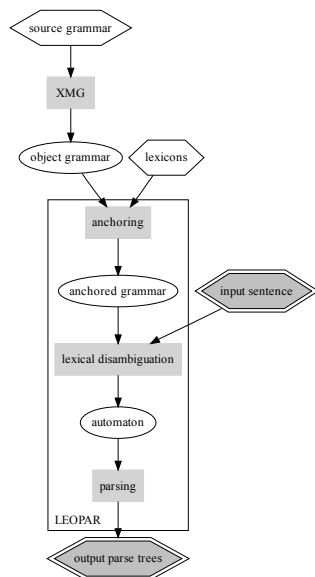 source grammar
XMG
object grammar
lexicons
anchoring
anchored grammar
input sentence
lexical disambiguation
automaton
parsing
LEOPAR
output parse trees